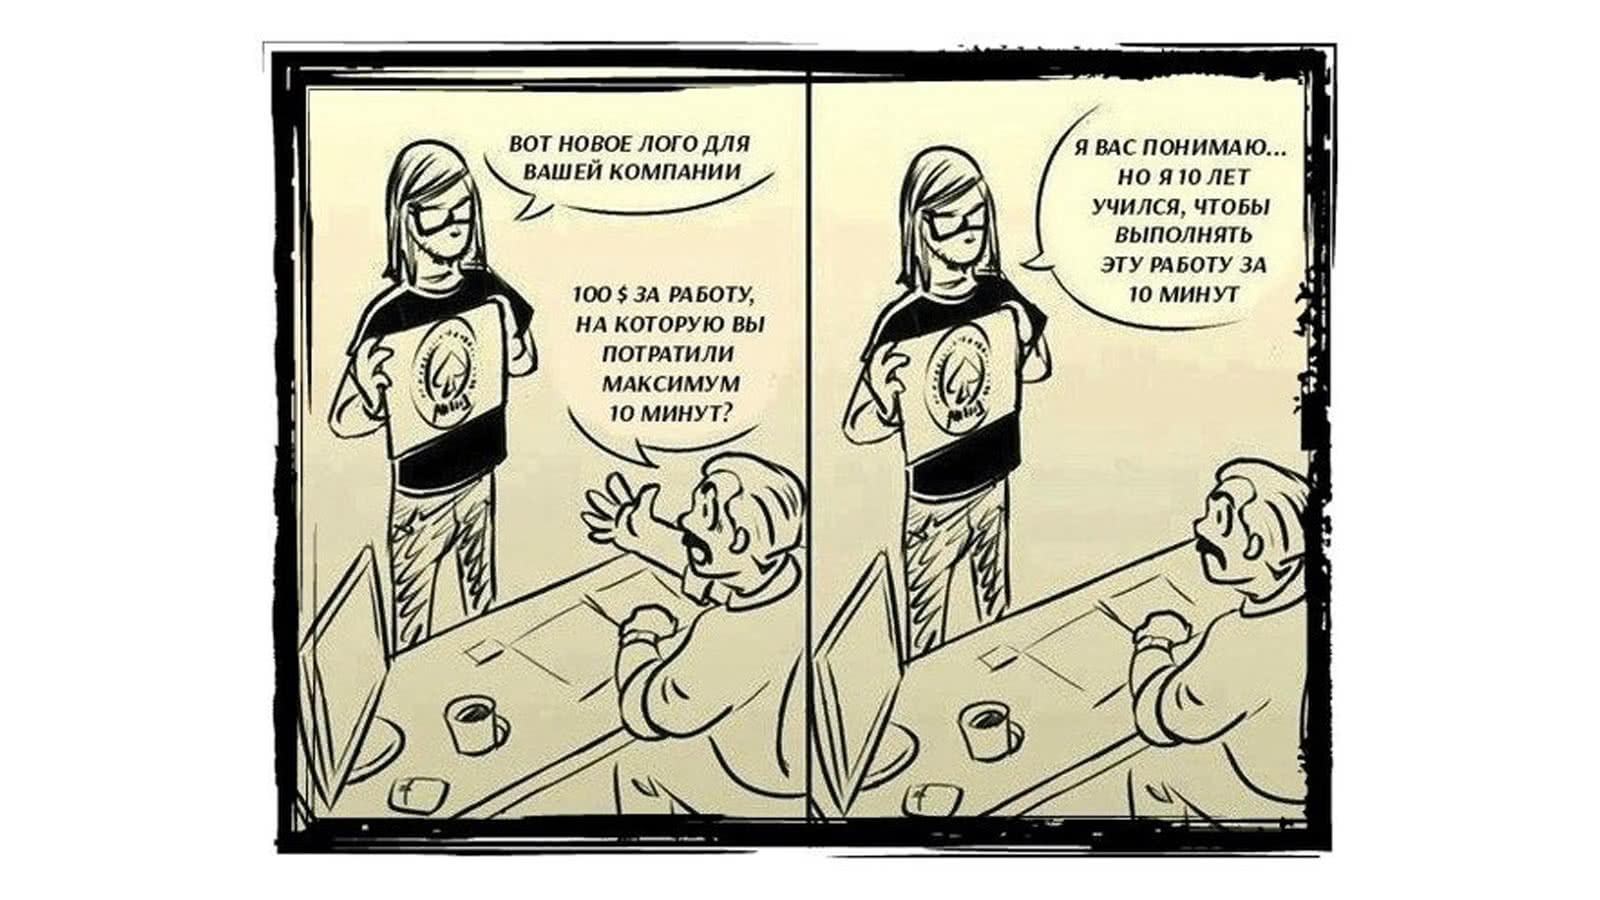 ВОТ НОВОЕ ЛОГО ДЛЯ
ВАШЕЙ КОМПАНИИ
100 $ ЗА РАБОТУ,
НА КОТОРУЮ ВЫ
ПОТРАТИЛИ
МАКСИМУМ
10 МИНУТ?
Я ВАС ПОНИМАЮ...
НО Я 10 ЛЕТ
УЧИЛСЯ, ЧТОБЫ
ВЫПОЛНЯТЬ
ЭТУ РАБОТУ ЗА
10 МИНУТ